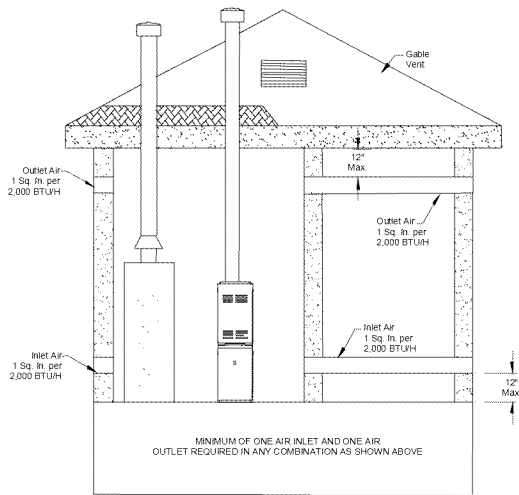 Gable
Vent
12"
Max.
Outlet Air
1 Sq. In. per
2,000 BTU/H
Outlet Air
1 Sq. In. per
2,000 BTU/H
Inlet Air
1 Sq. In. per
2,000 BTU/H
Inlet Air
1 Sq. In. per
2,000 BTU/H
12"
Max
MINIMUM OF ONE AIR INLET AND ONE AIR
OUTLET REQUIRED IN ANY COMBINATION AS SHOWN ABOVE